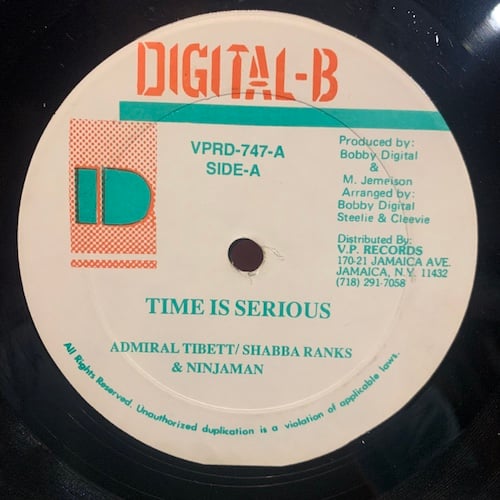 DIGITAL-B
VPRD-747-A
SIDE-A
Produced by:
Bobby Digital
&
M. Jemeison
Arranged by:
Bobby Digital
Steelie & Cleevie
Distributed By:
V.P. RECORDS
170-21 JAMAICA AVE.
JAMAICA, N.Y. 11432
(718) 291-7058
D
TIME IS SERIOUS
ADMIRAL TIBETT/ SHABBA RANKS
& NINJAMAN
All Rights Reserved. Unauthorized duplication is a violation of applicable laws.